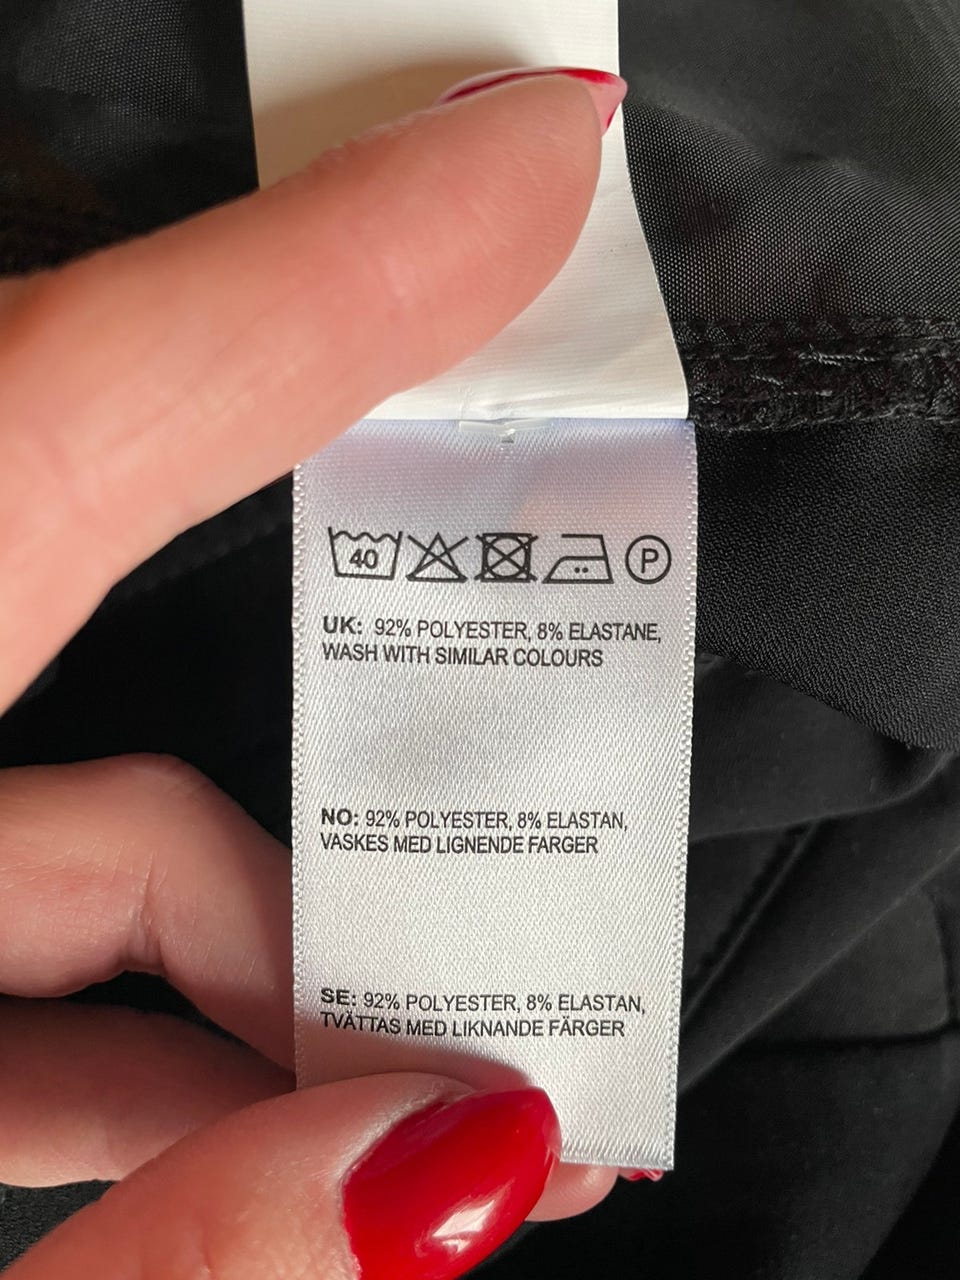 40 P
UK: 92% POLYESTER, 8% ELASTANE,
WASH WITH SIMILAR COLOURS
NO: 92% POLYESTER, 8% ELASTAN,
VASKES MED LIGNENDE FARGER
SE: 92% POLYESTER, 8% ELASTAN,
TVÄTTAS MED LIKNANDE FÄRGER